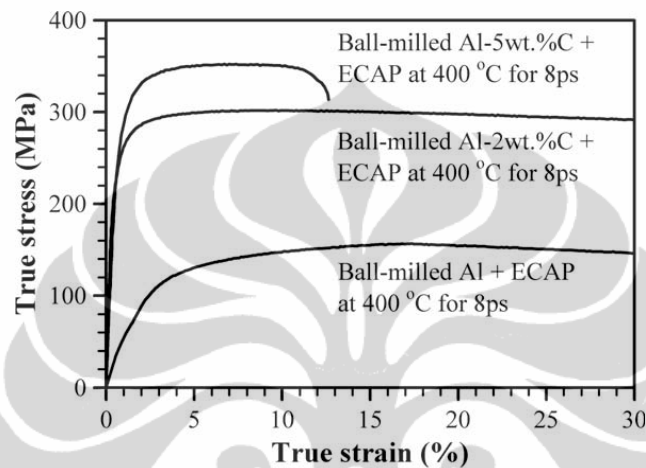 400
300
200
100
0
True stress (MPa)
Ball-milled Al-5wt.%C +
ECAP at 400 °C for 8ps
Ball-milled Al-2wt.%C +
ECAP at 400 °C for 8ps
Ball-milled Al + ECAP
at 400 °C for 8ps
0 5 10 15 20 25 30
True strain (%)